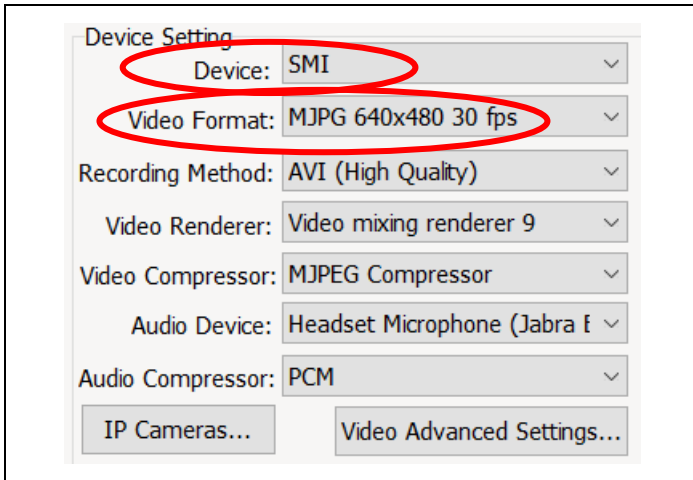 Device Setting
Device: SMI
Video Format: MJPG 640x480 30 fps
Recording Method: AVI (High Quality)
Video Renderer: Video mixing renderer 9
Video Compressor: MJPEG Compressor
Audio Device: Headset Microphone (Jabra E
Audio Compressor: PCM
IP Cameras... Video Advanced Settings...